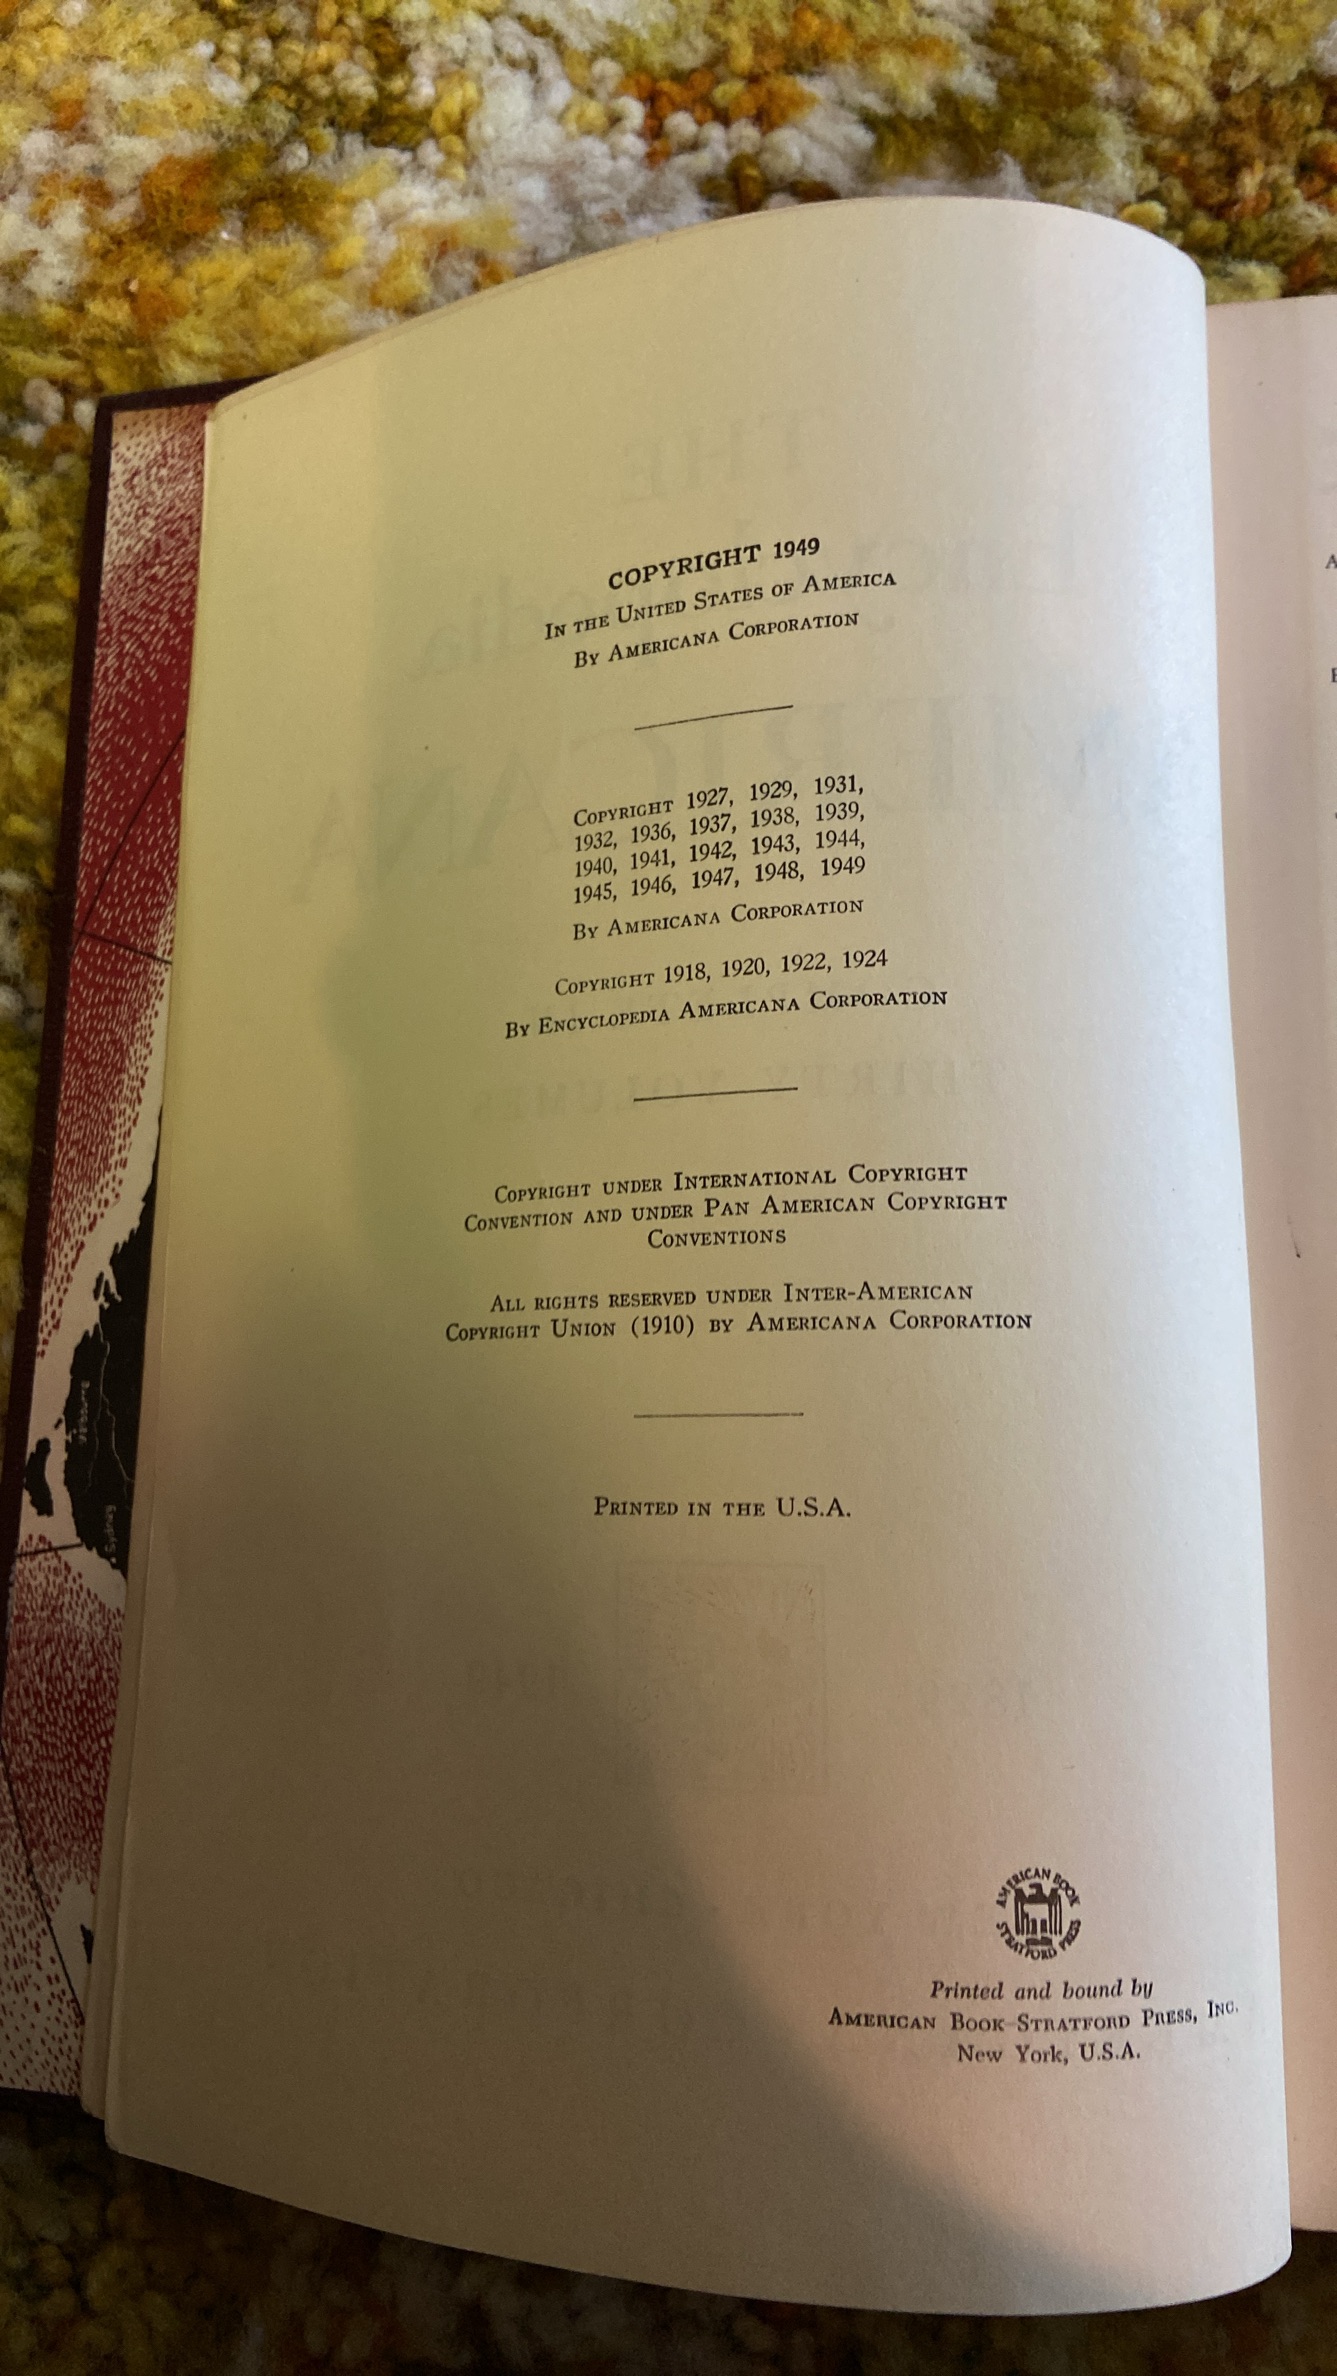 COPYRIGHT 1949
IN THE UNITED STATES OF AMERICA
BY AMERICANA CORPORATION
COPYRIGHT 1927, 1929, 1931,
1932, 1936, 1937, 1938, 1939,
1940, 1941, 1942, 1943, 1944,
1945, 1946, 1947, 1948, 1949
BY AMERICANA CORPORATION
COPYRIGHT 1918, 1920, 1922, 1924
BY ENCYCLOPEDIA AMERICANA CORPORATION
COPYRIGHT UNDER INTERNATIONAL COPYRIGHT
CONVENTION AND UNDER PAN AMERICAN COPYRIGHT
CONVENTIONS
ALL RIGHTS RESERVED UNDER INTER-AMERICAN
COPYRIGHT UNION (1910) BY AMERICANA CORPORATION
PRINTED IN THE U.S.A.
AMERICAN BOOK
STRATFORD PRESS
Printed and bound by
AMERICAN BOOK–STRATFORD PRESS, INC.
New York, U.S.A.
Sydney